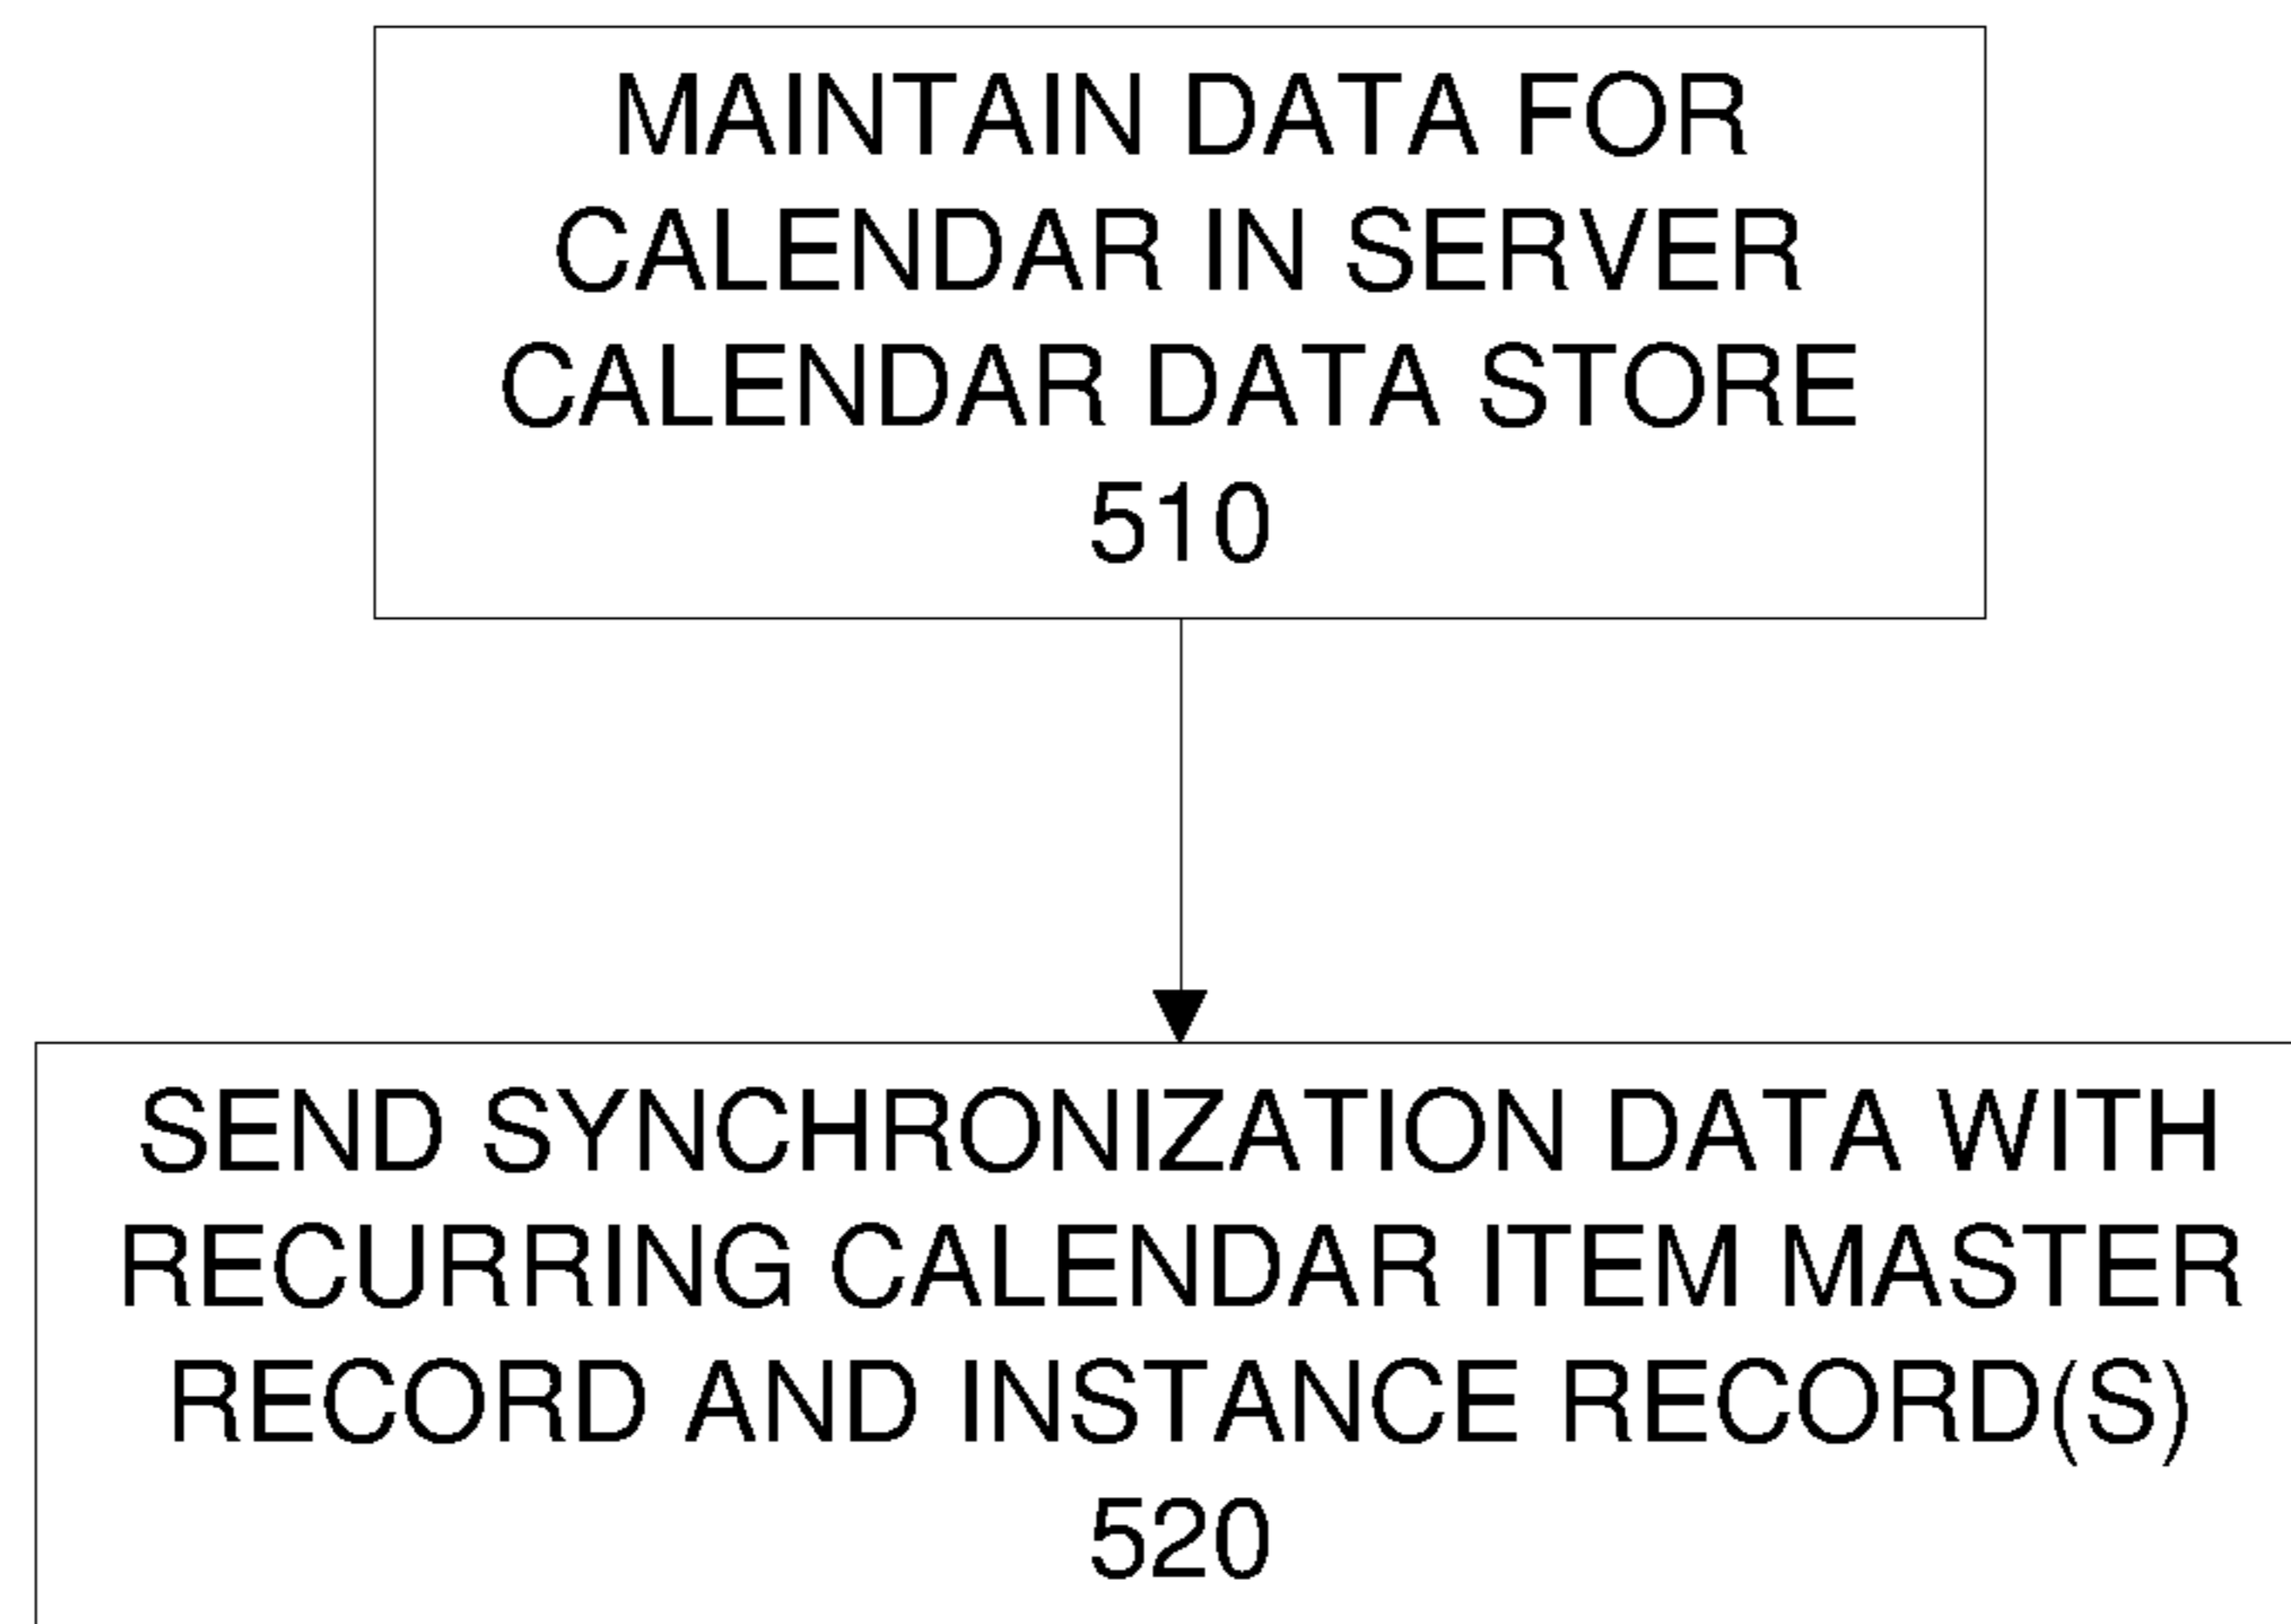 MAINTAIN DATA FOR
CALENDAR IN SERVER
CALENDAR DATA STORE
510
SEND SYNCHRONIZATION DATA WITH
RECURRING CALENDAR ITEM MASTER
RECORD AND INSTANCE RECORD(S)
520